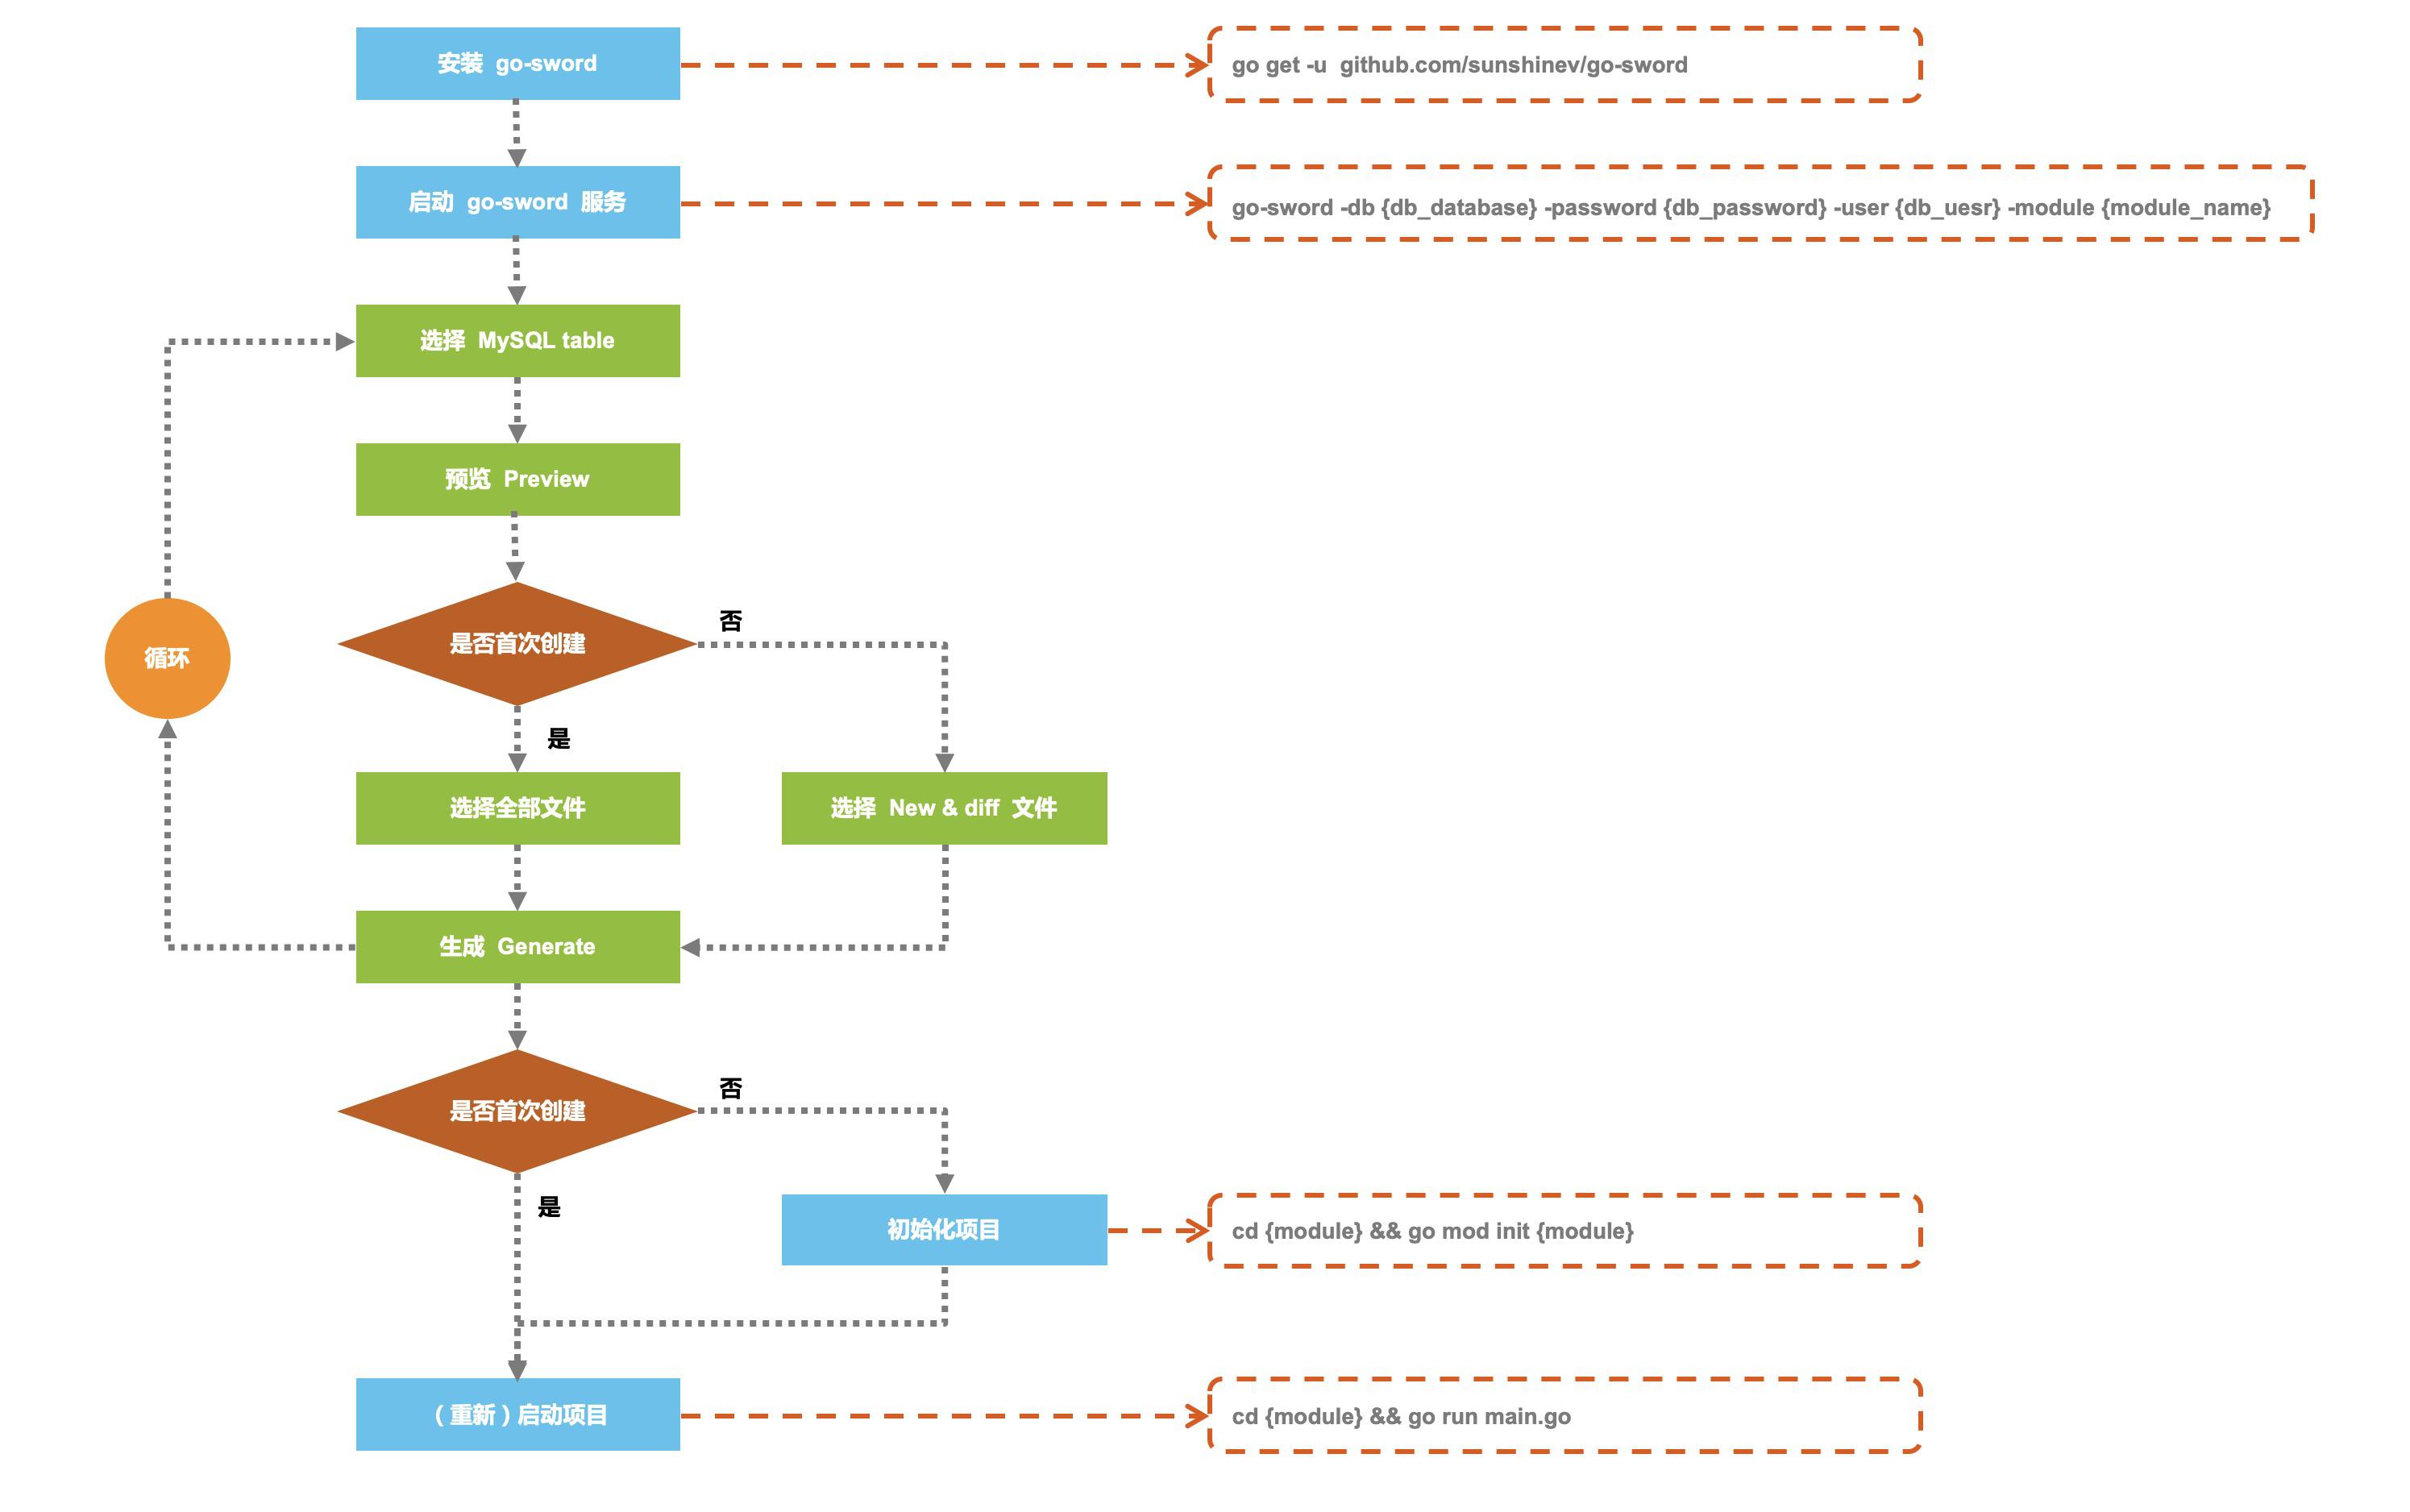 安装 go-sword
go get -u github.com/sunshinev/go-sword
启动 go-sword 服务
go-sword -db {db_database} -password {db_password} -user {db_uesr} -module {module_name}
选择 MySQL table
预览 Preview
是否首次创建
否
循环
是
选择全部文件
选择 New & diff 文件
生成 Generate
是否首次创建
否
是
初始化项目
cd {module} && go mod init {module}
（重新）启动项目
cd {module} && go run main.go